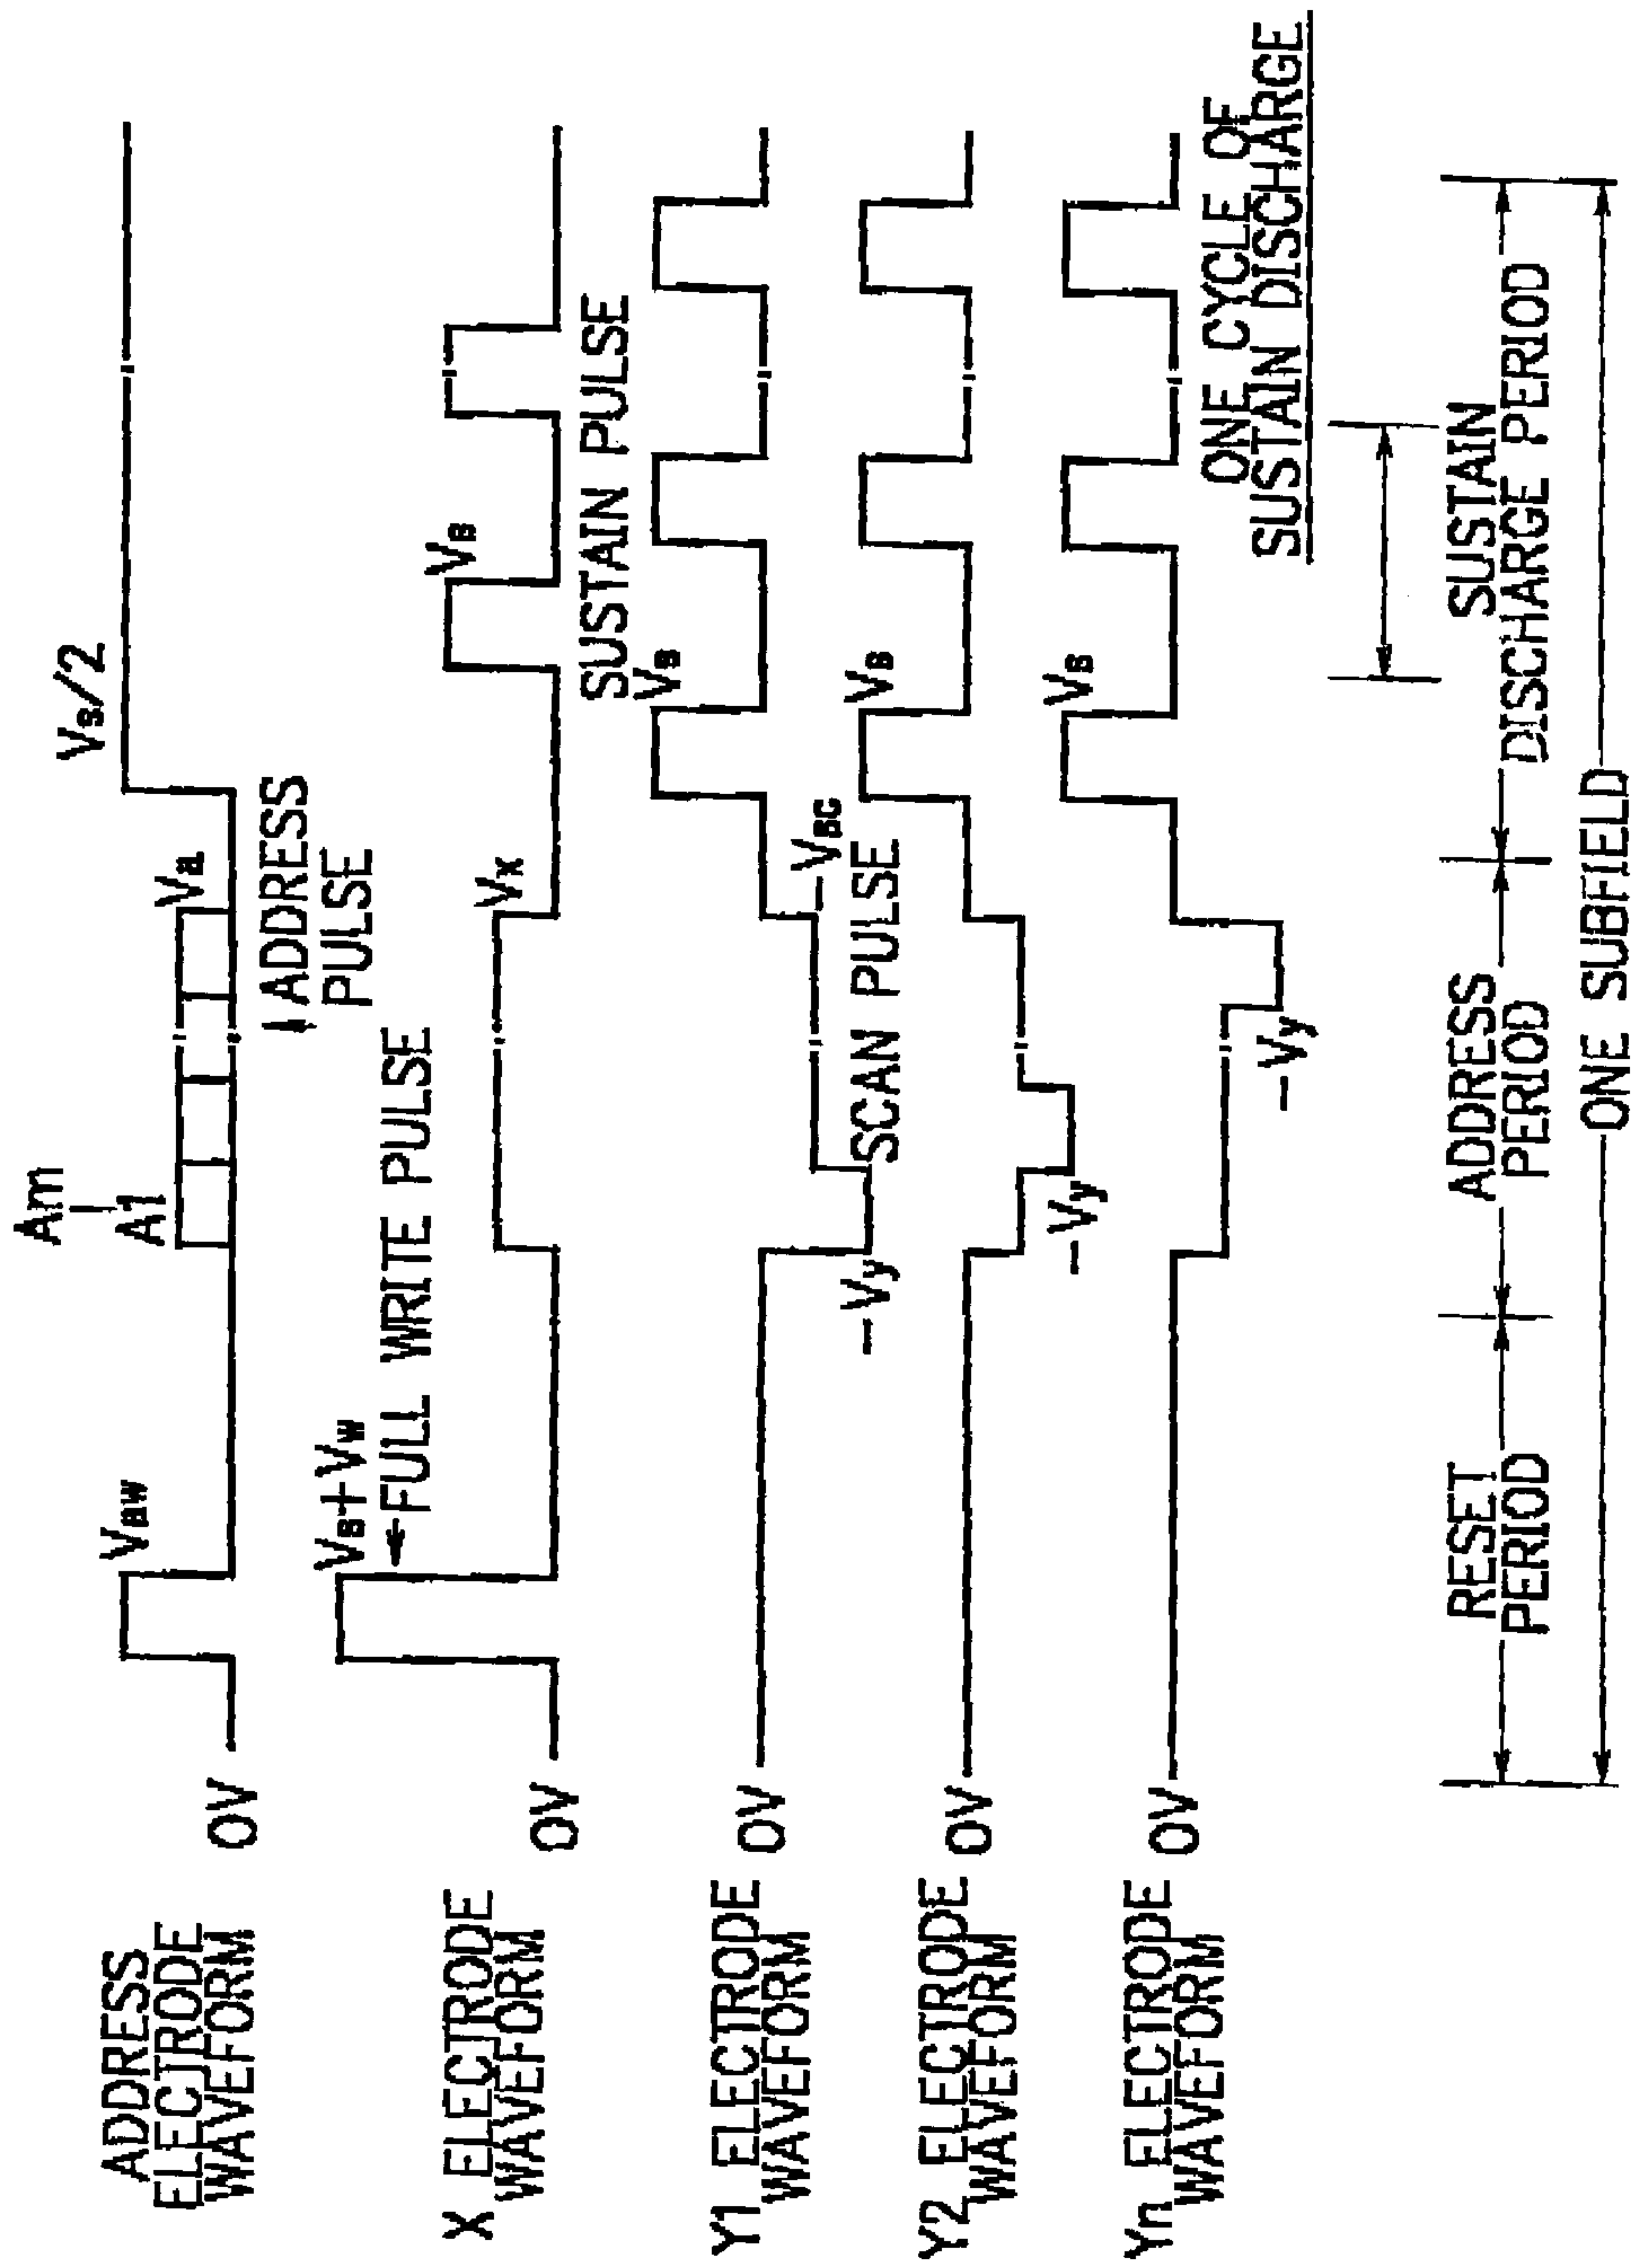 ADDRESS
ELECTRODE
WAVEFORM
0V
Vaw
Am
A1
Va
ADDRESS
PULSE
Vs/2
X ELECTRODE
WAVEFORM
0V
Vs+Vw
FULL WRITE PULSE
Vx
Vs
SUSTAIN PULSE
Y1 ELECTRODE
WAVEFORM
0V
-Vy
SCAN PULSE
-Vsc
Vs
Y2 ELECTRODE
WAVEFORM
0V
-Vy
Vs
Yn ELECTRODE
WAVEFORM
0V
-Vy
Vs
ONE CYCLE OF
SUSTAIN DISCHARGE
RESET
PERIOD
ADDRESS
PERIOD
SUSTAIN
DISCHARGE PERIOD
ONE SUBFIELD